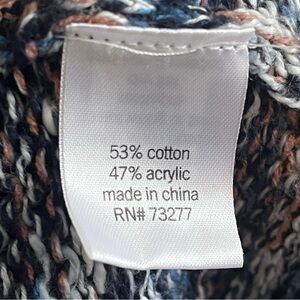 53% cotton
47% acrylic
made in china
RN# 73277